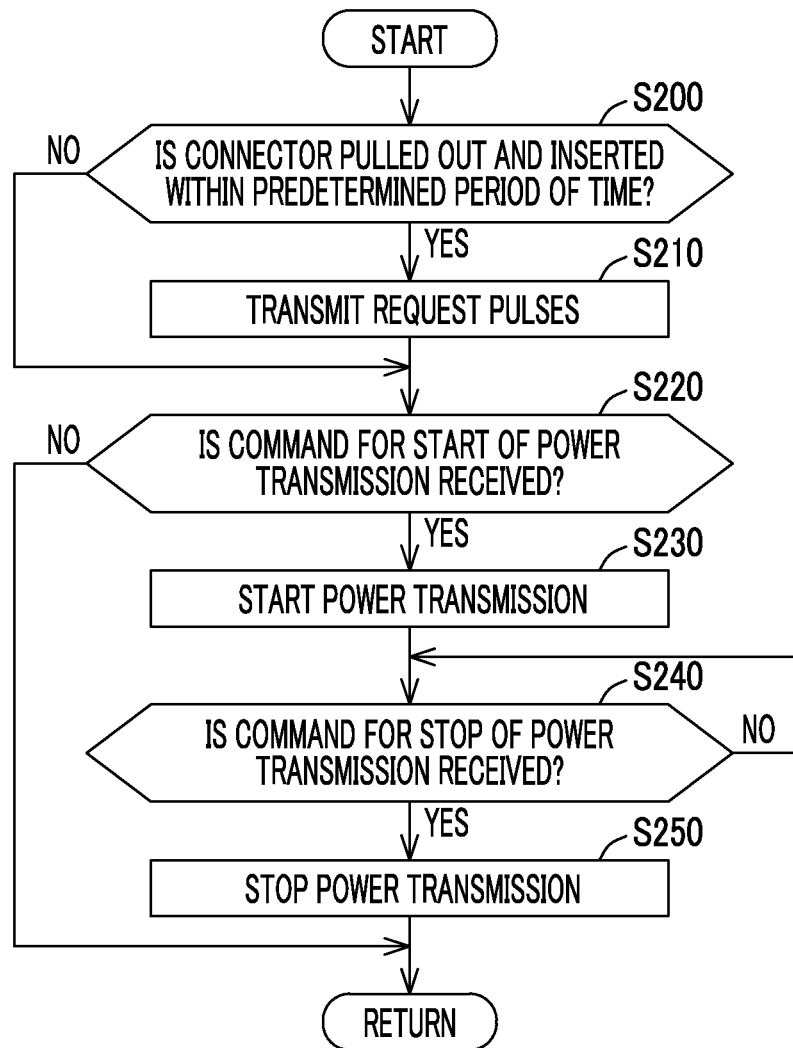 START
S200
NO
IS CONNECTOR PULLED OUT AND INSERTED
WITHIN PREDETERMINED PERIOD OF TIME?
YES
S210
TRANSMIT REQUEST PULSES
S220
NO
IS COMMAND FOR START OF POWER
TRANSMISSION RECEIVED?
YES
S230
START POWER TRANSMISSION
S240
IS COMMAND FOR STOP OF POWER
TRANSMISSION RECEIVED?
NO
YES
S250
STOP POWER TRANSMISSION
RETURN